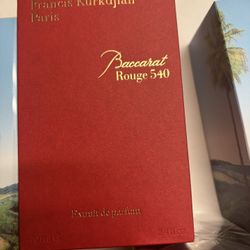 Francis Kurkdjian
Paris
Baccarat
Rouge 540
Extrait de parfum